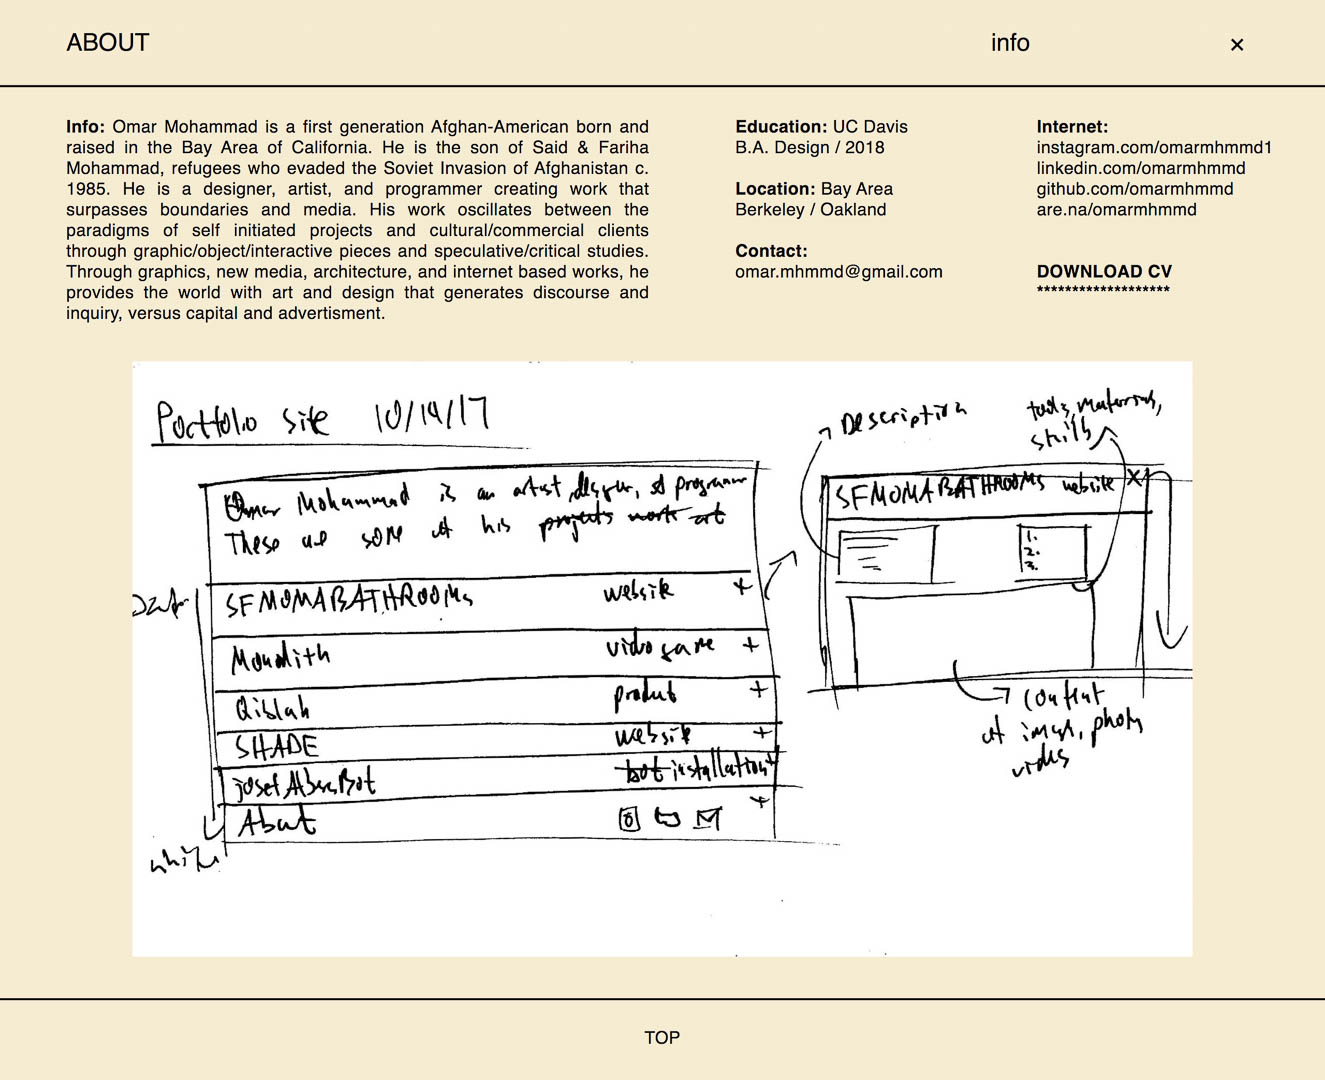 ABOUT
info
×
Info: Omar Mohammad is a first generation Afghan-American born and
raised in the Bay Area of California. He is the son of Said & Fariha
Mohammad, refugees who evaded the Soviet Invasion of Afghanistan c.
1985. He is a designer, artist, and programmer creating work that
surpasses boundaries and media. His work oscillates between the
paradigms of self initiated projects and cultural/commercial clients
through graphic/object/interactive pieces and speculative/critical studies.
Through graphics, new media, architecture, and internet based works, he
provides the world with art and design that generates discourse and
inquiry, versus capital and advertisment.
Education: UC Davis
B.A. Design / 2018
Location: Bay Area
Berkeley / Oakland
Contact:
omar.mhmmd@gmail.com
Internet:
instagram.com/omarmhmmd1
linkedin.com/omarmhmmd
github.com/omarmhmmd
are.na/omarmhmmd
DOWNLOAD CV
*******************
Portfolio site 10/19/17
Omar Mohammad is an artist, designer, & programmer
These are some of his projects work art
SFMOMABATHROOMS website +
Monolith video game +
Qiblah product +
SHADE website +
josefAlbersBot bot installation +
About +
white
Description
tools, materials,
skills
SFMOMABATHROOMS website X
1.
2.
3.
content
of images, photos,
videos
TOP